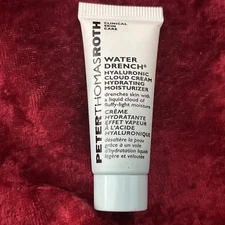 PETER THOMAS ROTH
CLINICAL
SKIN
CARE
WATER
DRENCH®
HYALURONIC
CLOUD CREAM
HYDRATING
MOISTURIZER
drenches skin with
a liquid cloud of
fluffy-light moisture
CRÈME
HYDRATANTE
EFFET VAPEUR
À L'ACIDE
HYALURONIQUE
désaltère la peau
grâce à un voile
d'hydratation liquide
légère et veloutée